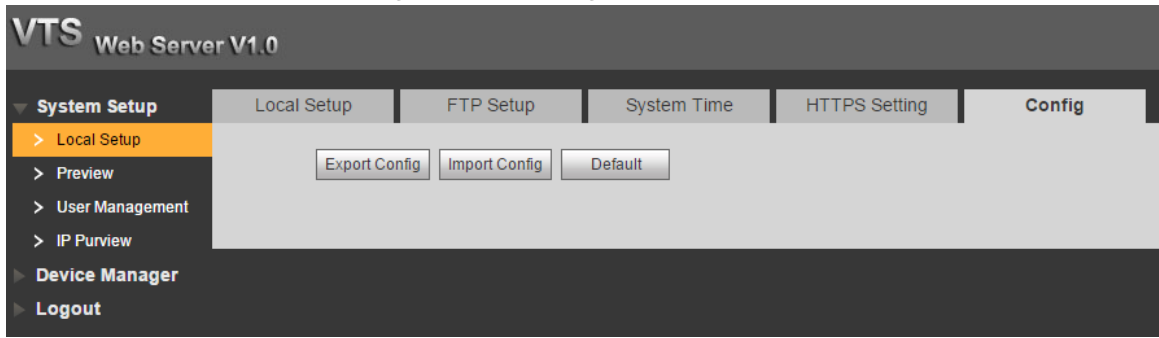 VTS Web Server V1.0
System Setup
Local Setup
Preview
User Management
IP Purview
Device Manager
Logout
Local Setup FTP Setup System Time HTTPS Setting Config
Export Config Import Config Default